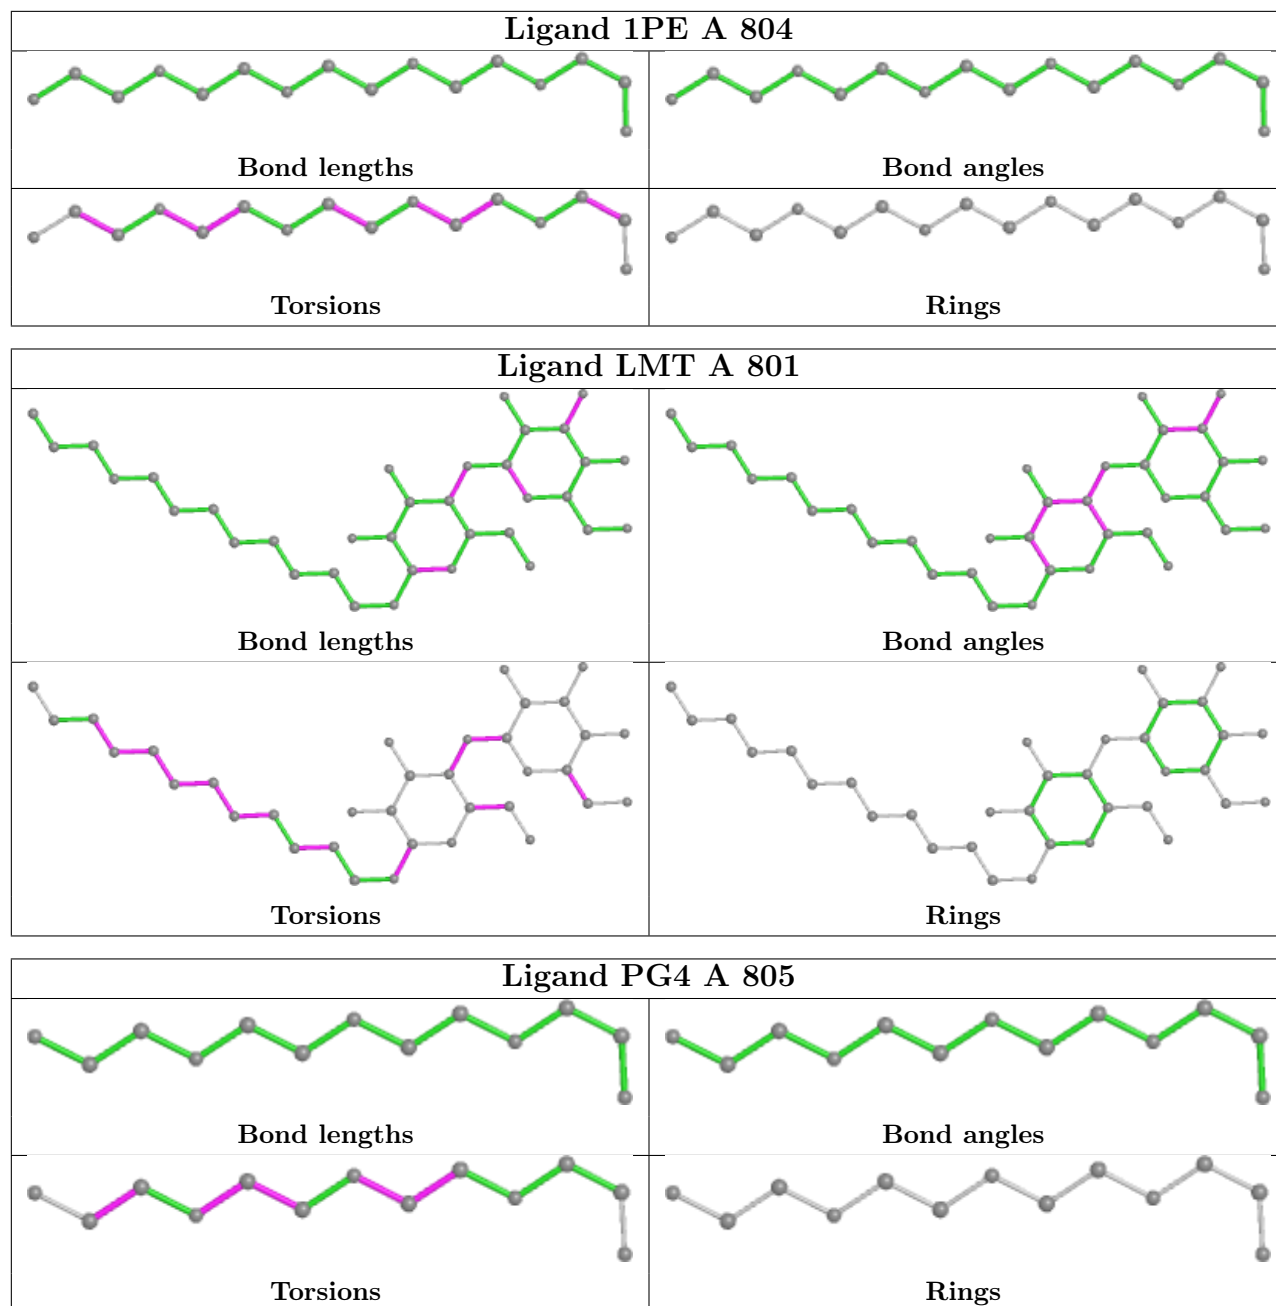 Ligand 1PE A 804
Bond lengths
Bond angles
Torsions
Rings
Ligand LMT A 801
Bond lengths
Bond angles
Torsions
Rings
Ligand PG4 A 805
Bond lengths
Bond angles
Torsions
Rings